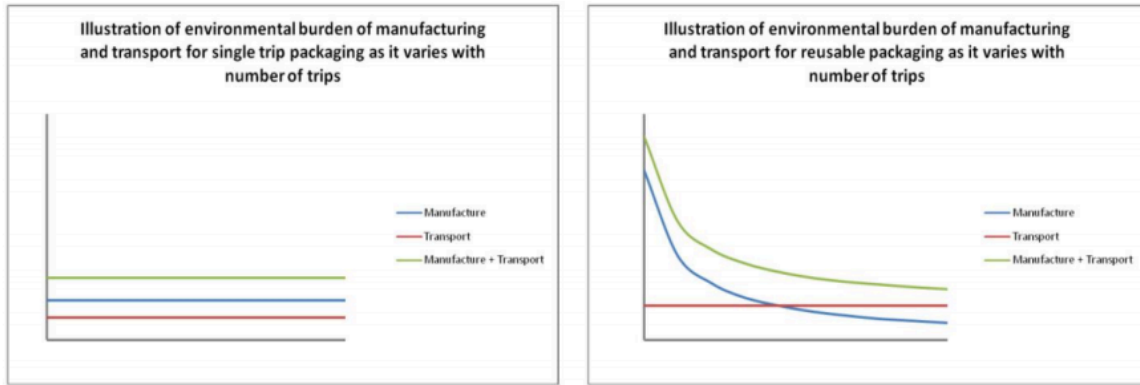 Illustration of environmental burden of manufacturing
and transport for single trip packaging as it varies with
number of trips
Manufacture
Transport
Manufacture + Transport
Illustration of environmental burden of manufacturing
and transport for reusable packaging as it varies with
number of trips
Manufacture
Transport
Manufacture + Transport